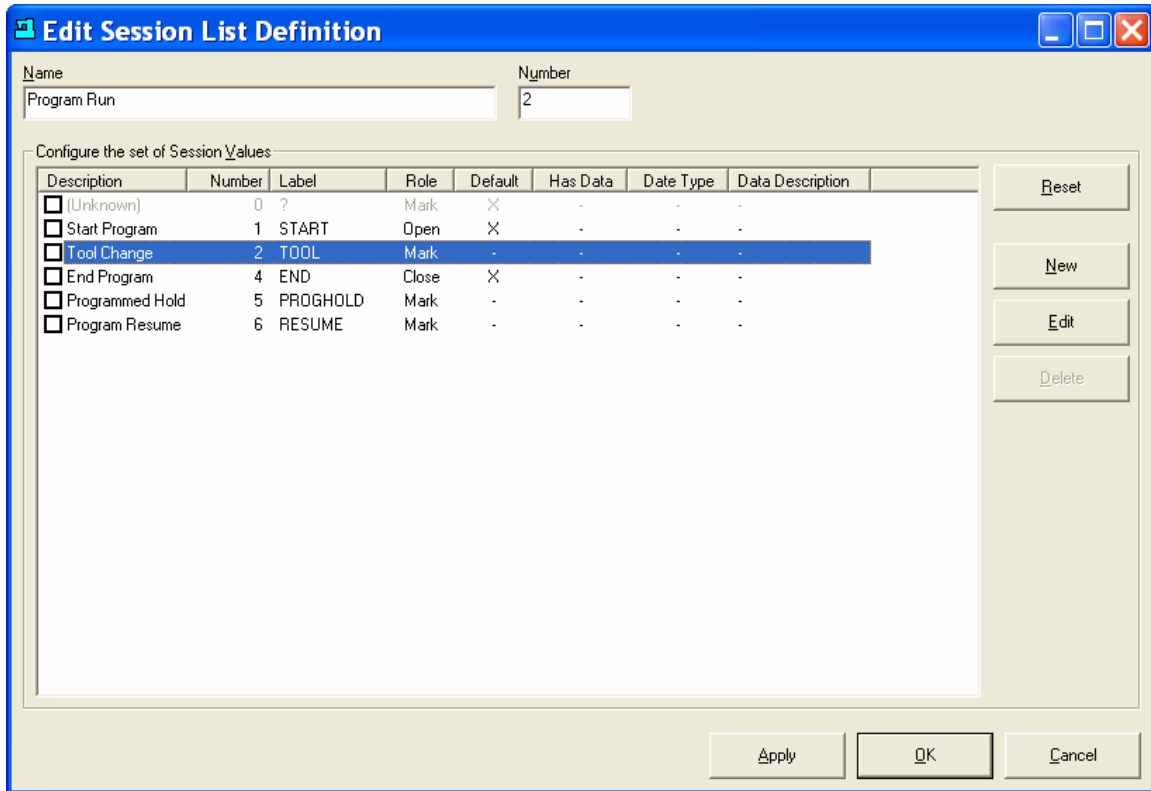 Edit Session List Definition
Name Number
Program Run 2
Configure the set of Session Values
Description Number Label Role Default Has Data Date Type Data Description
(Unknown) 0 ? Mark X - - -
Start Program 1 START Open X - - -
Tool Change 2 TOOL Mark - - - -
End Program 4 END Close X - - -
Programmed Hold 5 PROGHOLD Mark - - - -
Program Resume 6 RESUME Mark - - - -
Reset
New
Edit
Delete
Apply OK Cancel